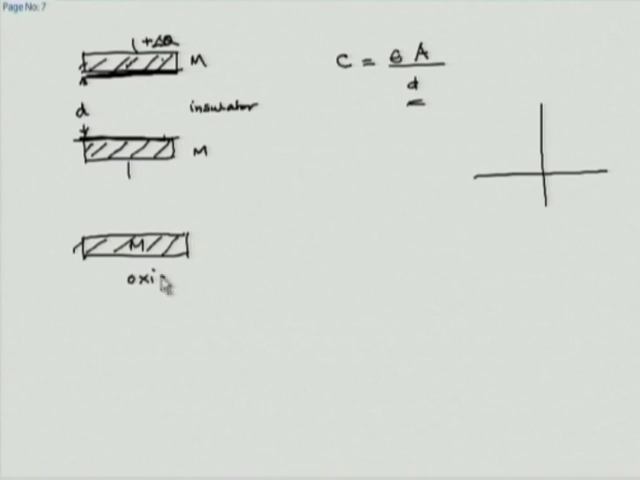 Page No: 7
+ΔQ
M
C = ϵ A
d
d
insulator
M
M
oxi